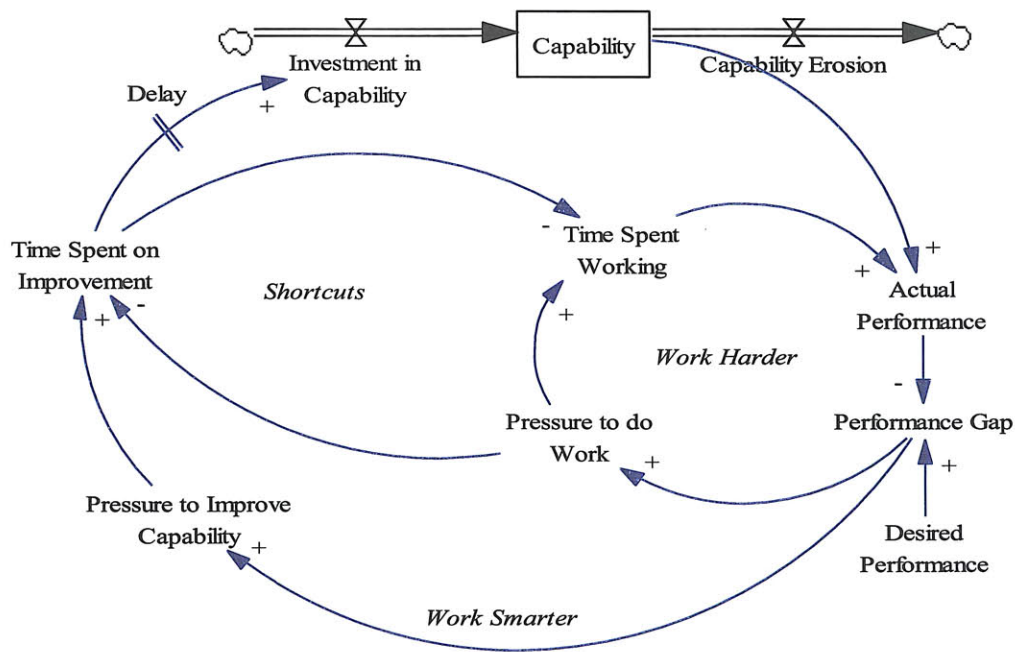 Capability
Investment in
Capability
Capability Erosion
Delay
+
-
Time Spent
Working
Time Spent on
Improvement
Shortcuts
+
+
Actual
Performance
+
-
+
Work Harder
-
Pressure to do
Work
Performance Gap
+
+
Pressure to Improve
Capability
+
Desired
Performance
Work Smarter